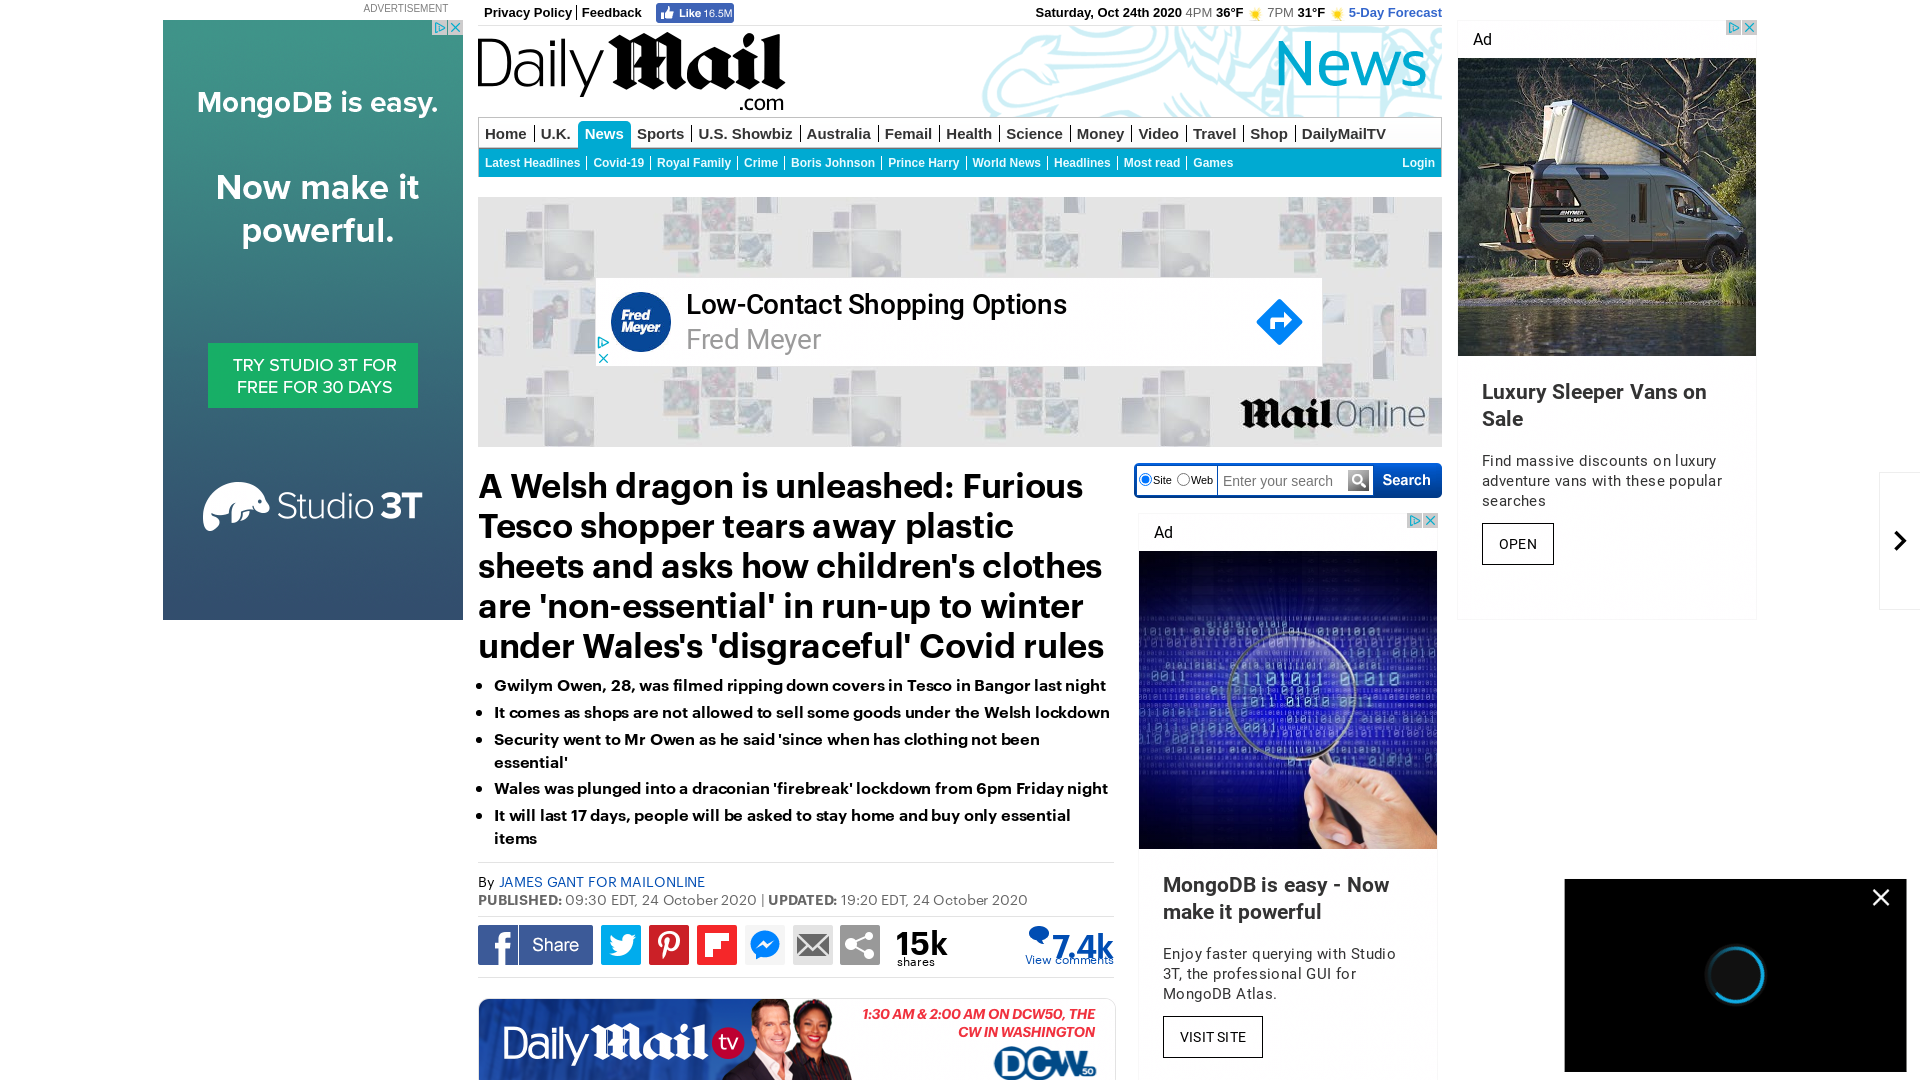 ADVERTISEMENT
Privacy Policy Feedback Like 16.5M
Saturday, Oct 24th 2020 4PM 36°F 7PM 31°F 5-Day Forecast
Daily Mail
.com
News
Home U.K. News Sports U.S. Showbiz Australia Femail Health Science Money Video Travel Shop DailyMailTV
Latest Headlines Covid-19 Royal Family Crime Boris Johnson Prince Harry World News Headlines Most read Games Login
MongoDB is easy.
Now make it
powerful.
TRY STUDIO 3T FOR
FREE FOR 30 DAYS
Studio 3T
Fred
Meyer
Low-Contact Shopping Options
Fred Meyer
Mail Online
A Welsh dragon is unleashed: Furious
Tesco shopper tears away plastic
sheets and asks how children's clothes
are 'non-essential' in run-up to winter
under Wales's 'disgraceful' Covid rules
Gwilym Owen, 28, was filmed ripping down covers in Tesco in Bangor last night
It comes as shops are not allowed to sell some goods under the Welsh lockdown
Security went to Mr Owen as he said 'since when has clothing not been
essential'
Wales was plunged into a draconian 'firebreak' lockdown from 6pm Friday night
It will last 17 days, people will be asked to stay home and buy only essential
items
By JAMES GANT FOR MAILONLINE
PUBLISHED: 09:30 EDT, 24 October 2020 | UPDATED: 19:20 EDT, 24 October 2020
Share
15k
shares
7.4k
View comments
Daily Mail tv
1:30 AM & 2:00 AM ON DCW50, THE
CW IN WASHINGTON
DCW50
Site Web Enter your search Search
Ad
MongoDB is easy - Now
make it powerful
Enjoy faster querying with Studio
3T, the professional GUI for
MongoDB Atlas.
VISIT SITE
Ad
HYMER
Luxury Sleeper Vans on
Sale
Find massive discounts on luxury
adventure vans with these popular
searches
OPEN